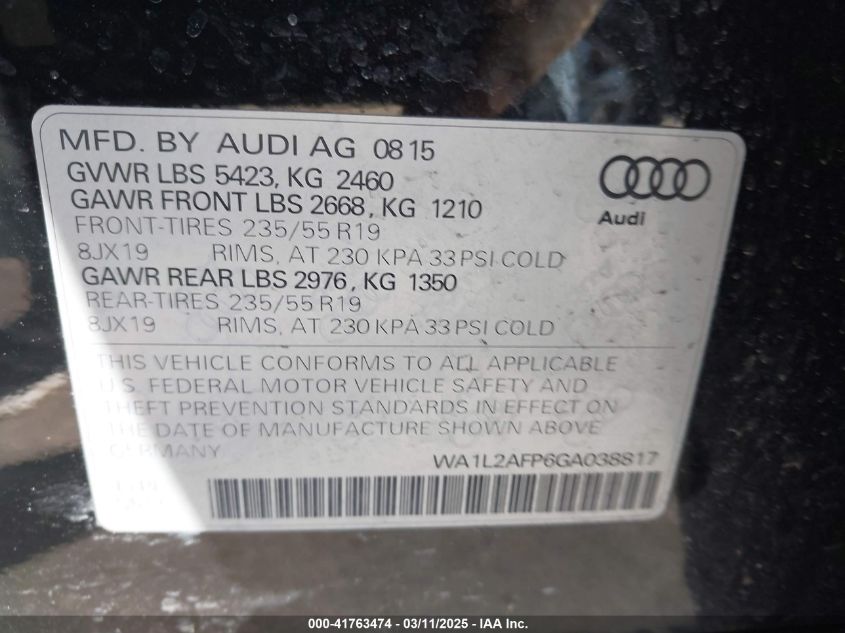 MFD. BY AUDI AG 08 15
GVWR LBS 5423, KG 2460
GAWR FRONT LBS 2668, KG 1210
FRONT-TIRES 235/55 R19
8JX19 RIMS, AT 230 KPA 33 PSI COLD
GAWR REAR LBS 2976, KG 1350
REAR-TIRES 235/55 R19
8JX19 RIMS, AT 230 KPA 33 PSI COLD
Audi
THIS VEHICLE CONFORMS TO ALL APPLICABLE
U.S. FEDERAL MOTOR VEHICLE SAFETY AND
THEFT PREVENTION STANDARDS IN EFFECT ON
THE DATE OF MANUFACTURE SHOWN ABOVE
GERMANY
WA1L2AFP6GA038817
000-41763474 - 03/11/2025 - IAA Inc.